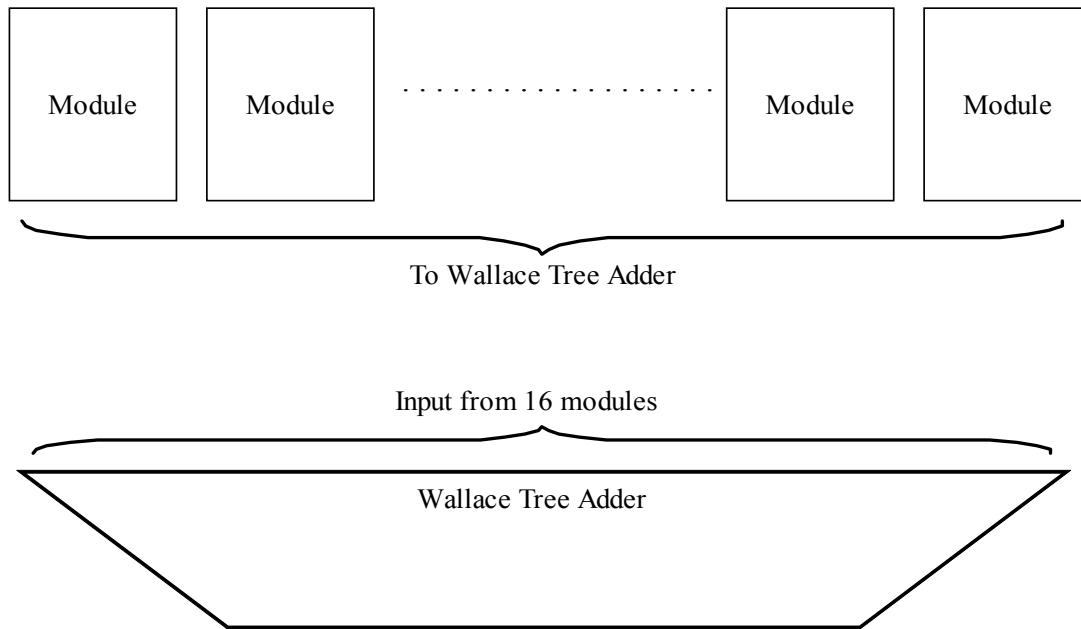 Module Module Module Module
To Wallace Tree Adder
Input from 16 modules
Wallace Tree Adder